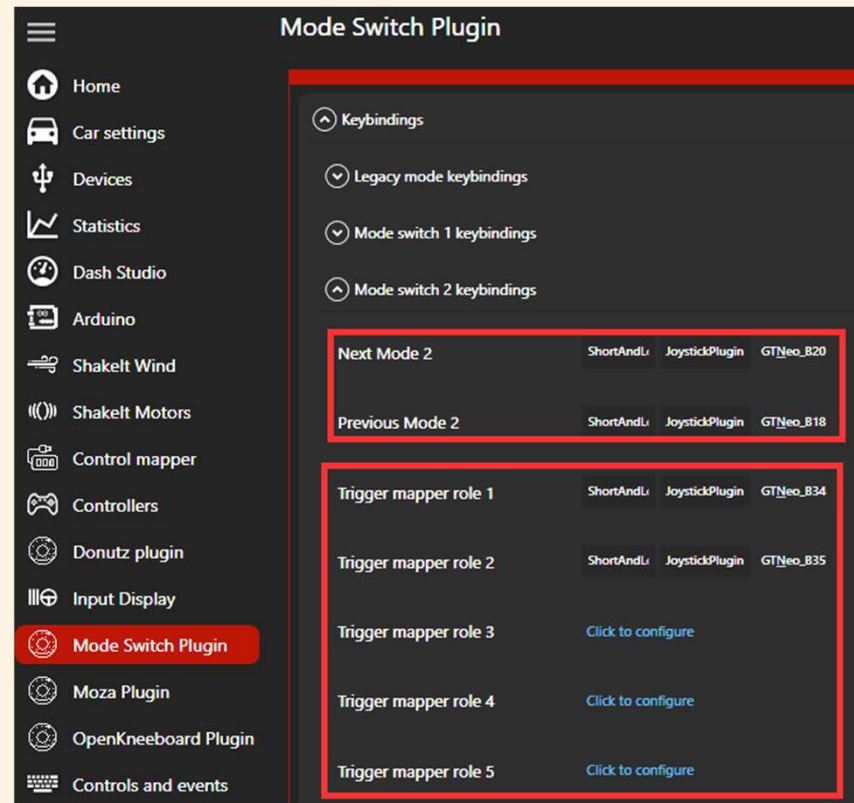 Mode Switch Plugin
Home
Car settings
Devices
Statistics
Dash Studio
Arduino
ShakeIt Wind
ShakeIt Motors
Control mapper
Controllers
Donutz plugin
Input Display
Mode Switch Plugin
Moza Plugin
OpenKneeboard Plugin
Controls and events
Keybindings
Legacy mode keybindings
Mode switch 1 keybindings
Mode switch 2 keybindings
Next Mode 2 ShortAndL JoystickPlugin GTNeo_B20
Previous Mode 2 ShortAndL JoystickPlugin GTNeo_B18
Trigger mapper role 1 ShortAndL JoystickPlugin GTNeo_B34
Trigger mapper role 2 ShortAndL JoystickPlugin GTNeo_B35
Trigger mapper role 3 Click to configure
Trigger mapper role 4 Click to configure
Trigger mapper role 5 Click to configure